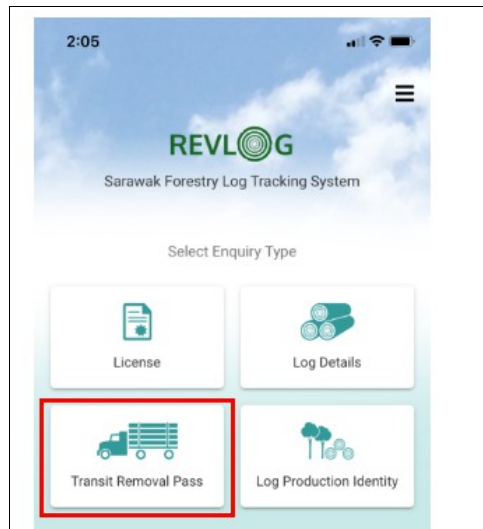 2:05
REVLOG
Sarawak Forestry Log Tracking System
Select Enquiry Type
License
Log Details
Transit Removal Pass
Log Production Identity